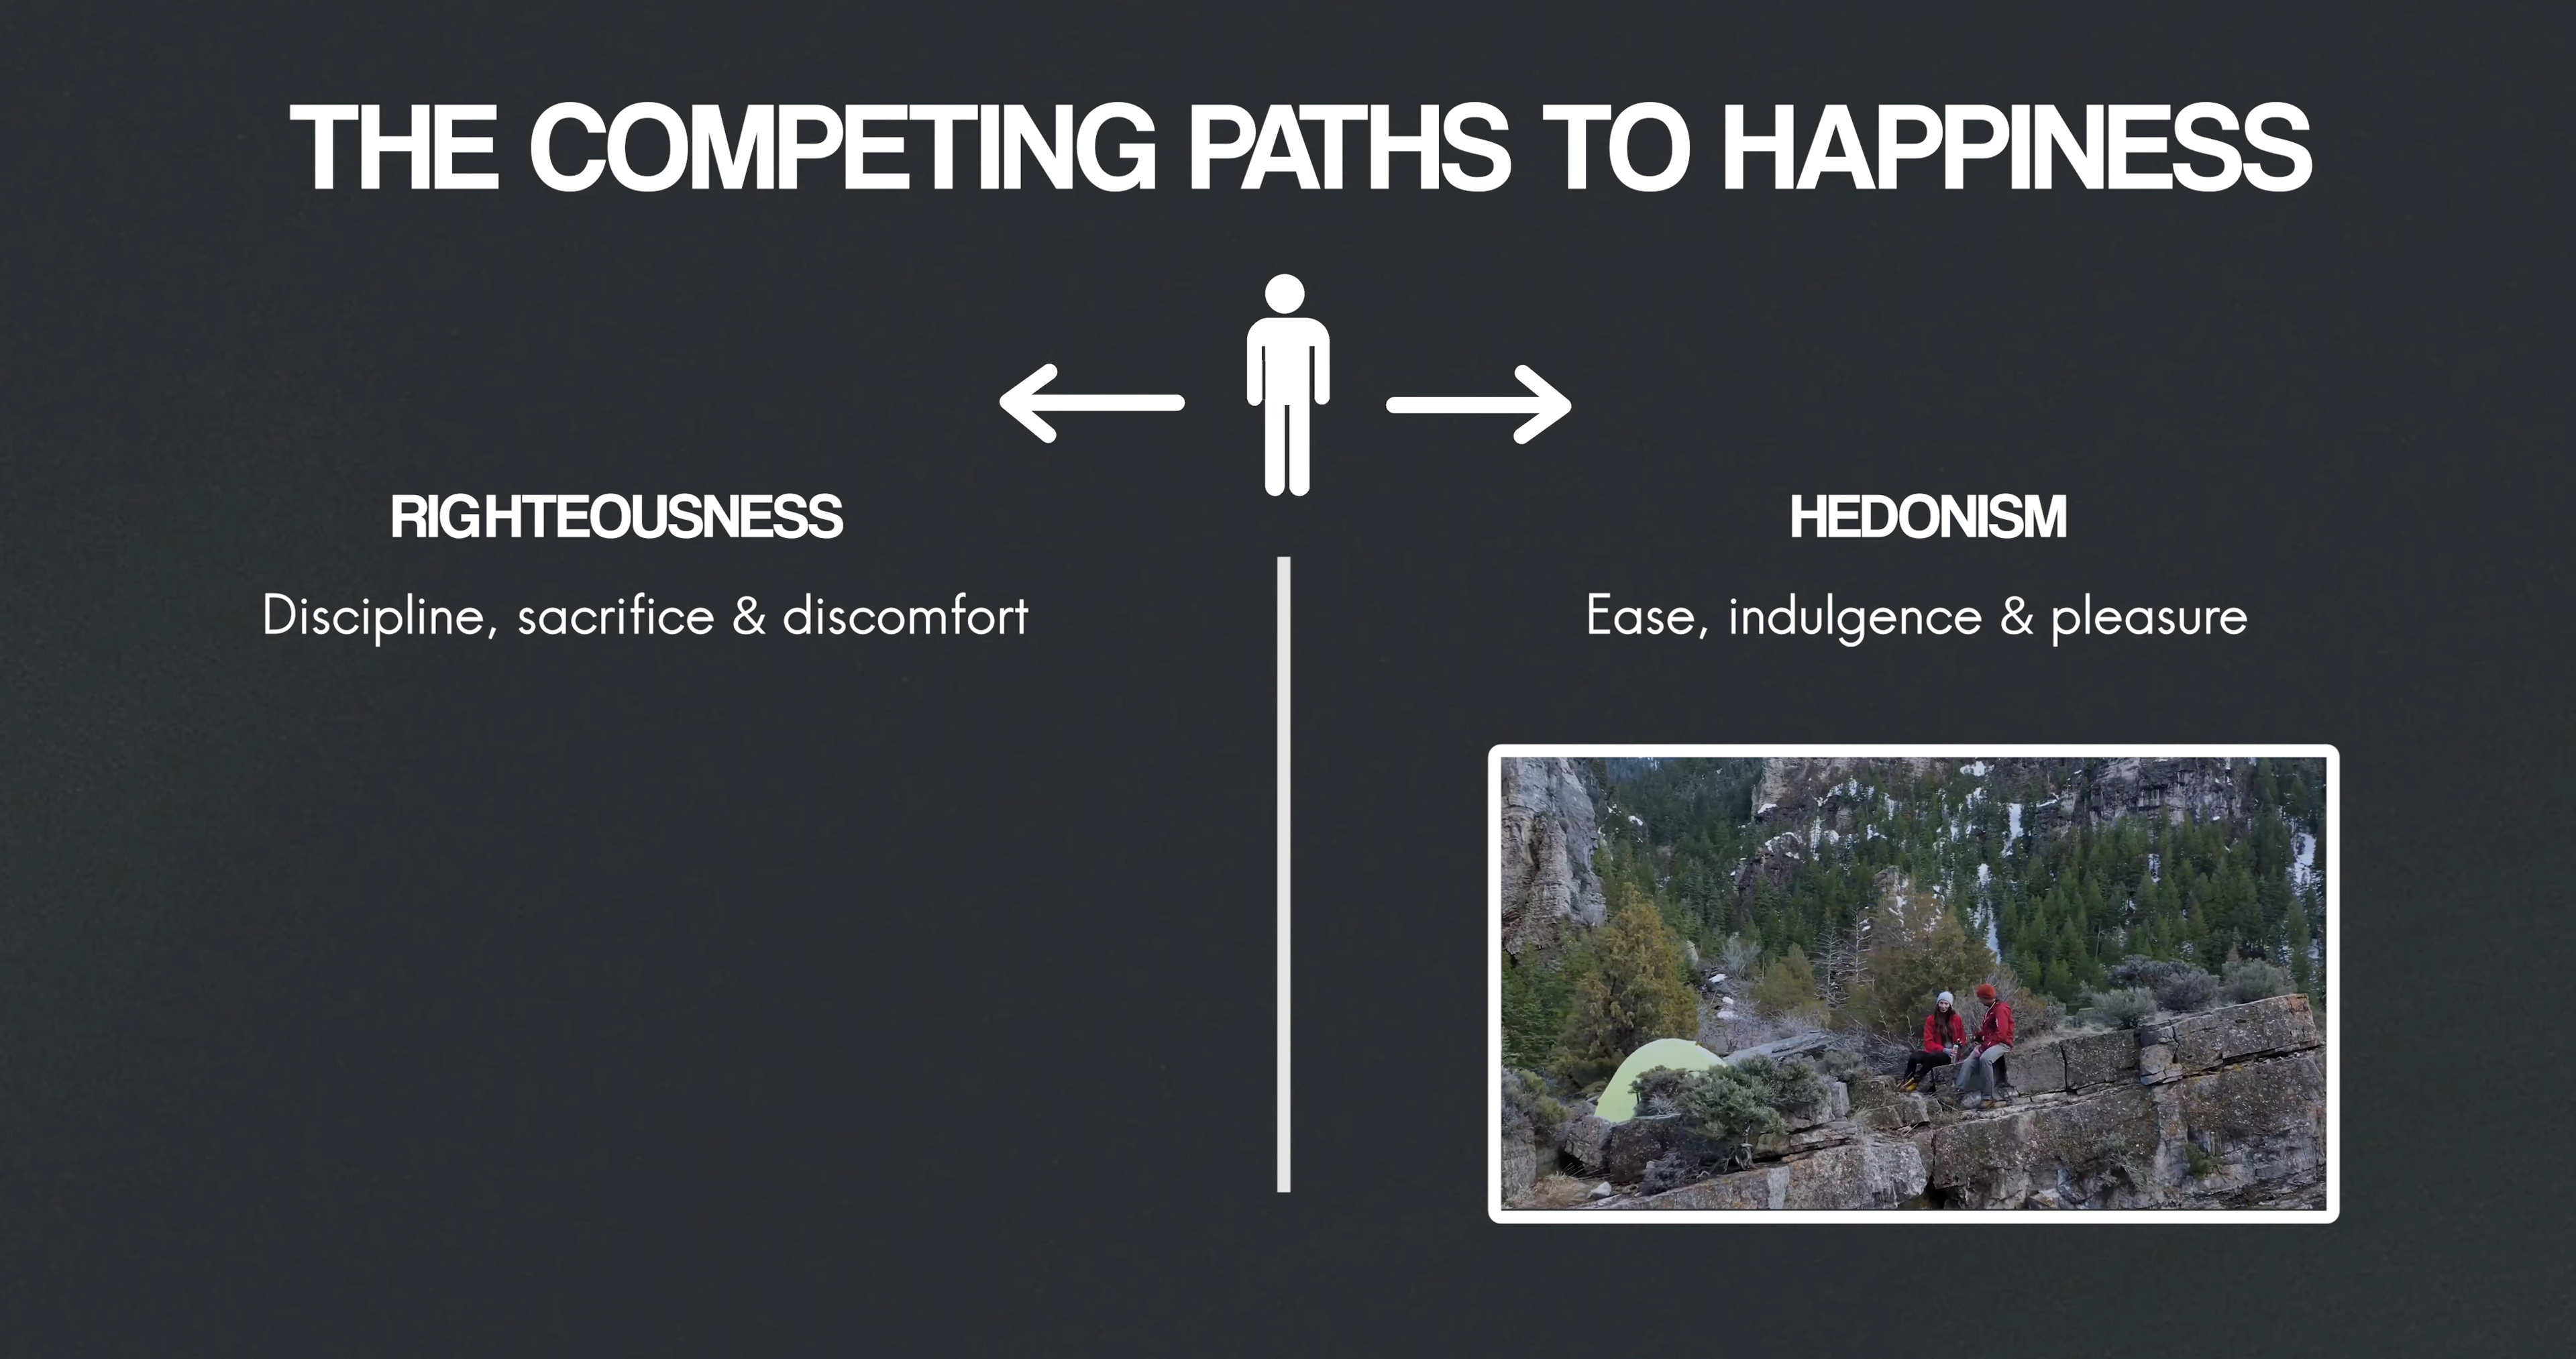 THE COMPETING PATHS TO HAPPINESS
RIGHTEOUSNESS
Discipline, sacrifice & discomfort
HEDONISM
Ease, indulgence & pleasure